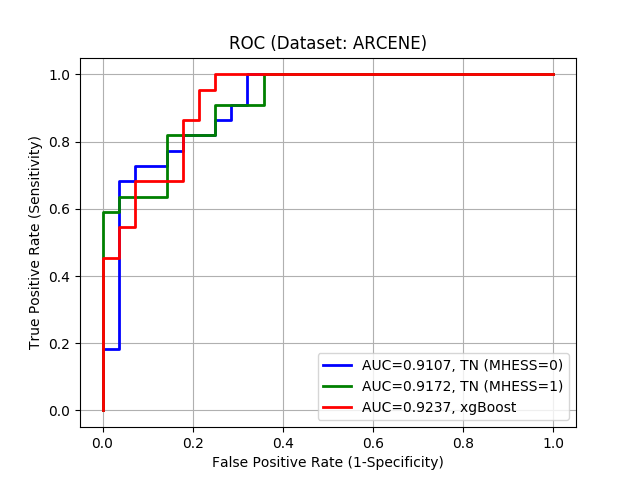 ROC (Dataset: ARCENE)
True Positive Rate (Sensitivity)
1.0
0.8
0.6
0.4
0.2
0.0
AUC=0.9107, TN (MHESS=0)
AUC=0.9172, TN (MHESS=1)
AUC=0.9237, xgBoost
0.0 0.2 0.4 0.6 0.8 1.0
False Positive Rate (1-Specificity)